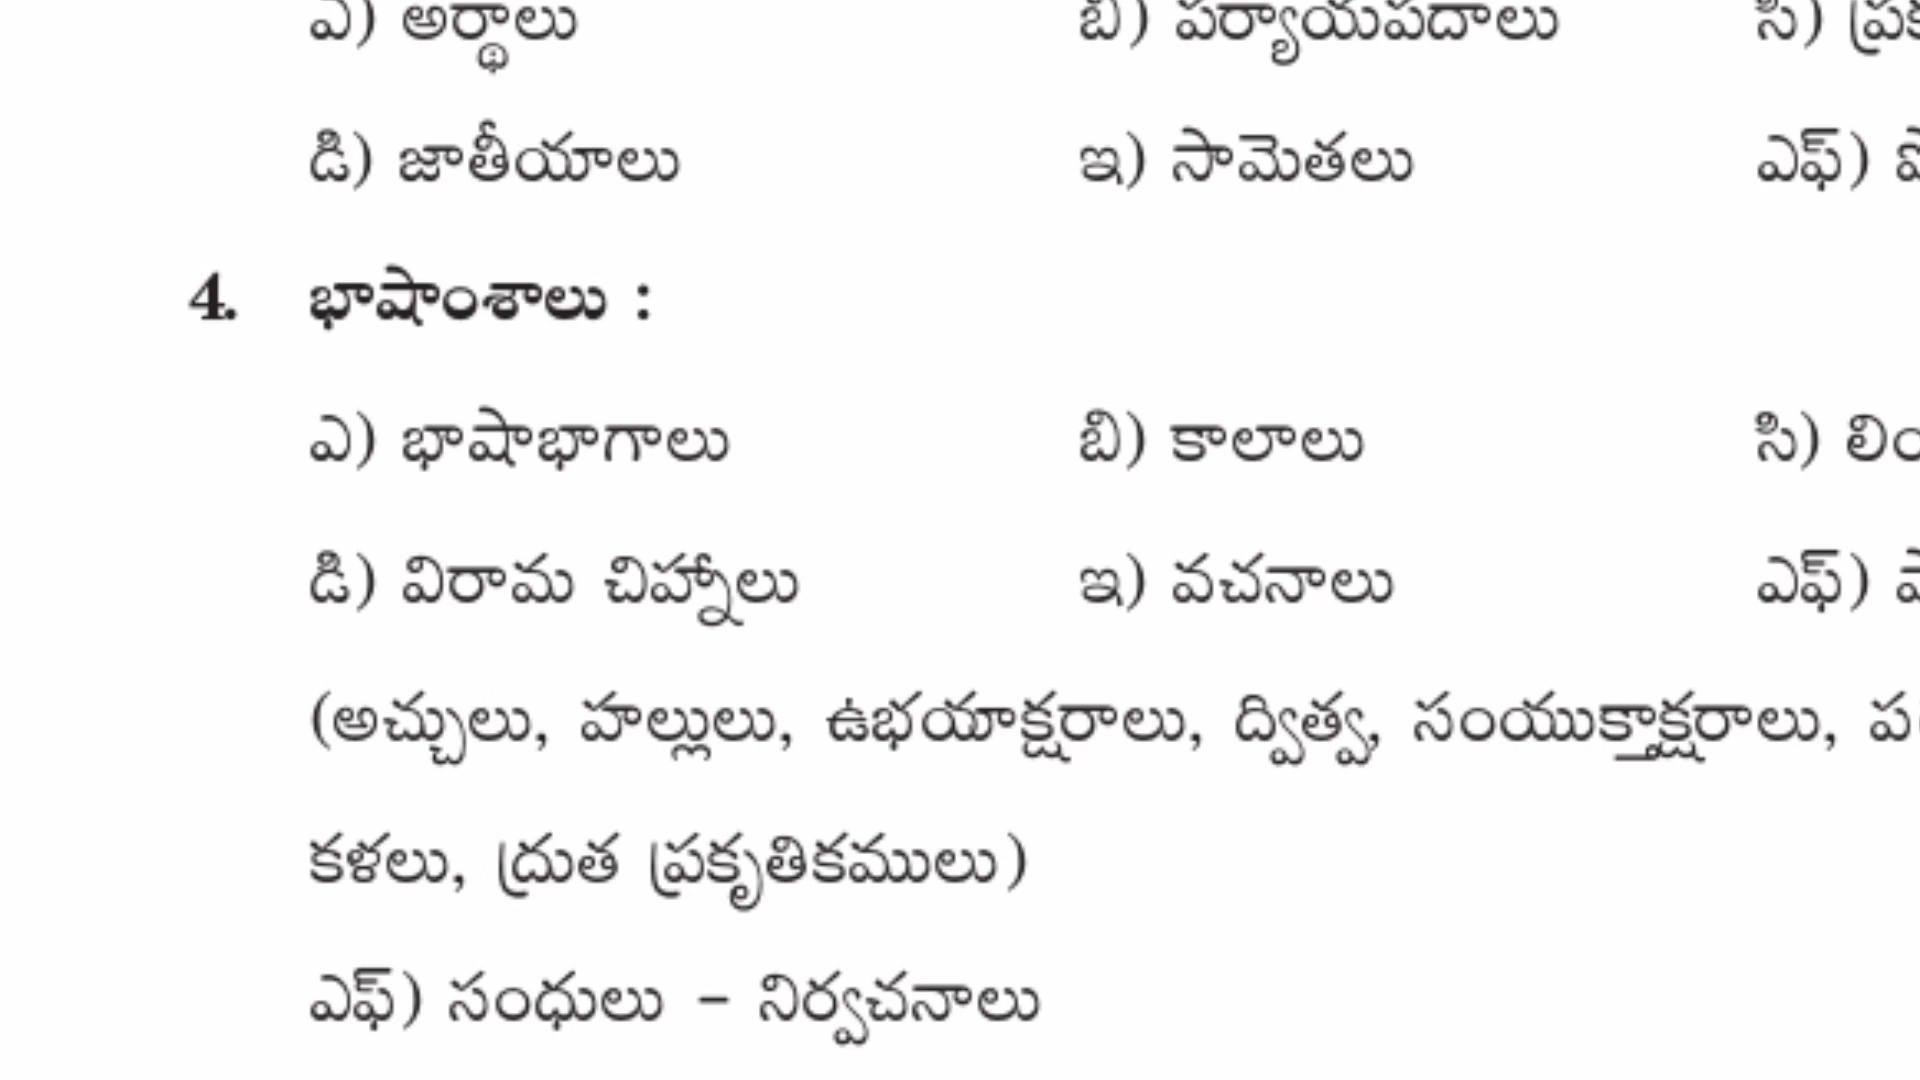 ఎ) అర్థాలు బి) పర్యాయపదాలు సి)
డి) జాతీయాలు ఇ) సామెతలు ఎఫ్)
4. భాషాంశాలు :
ఎ) భాషాభాగాలు బి) కాలాలు సి)
డి) విరామ చిహ్నాలు ఇ) వచనాలు ఎఫ్)
(అచ్చులు, హల్లులు, ఉభయాక్షరాలు, ద్విత్వ, సంయుక్తాక్షరాలు,
కళలు, ద్రుత ప్రకృతికములు)
ఎఫ్) సంధులు – నిర్వచనాలు